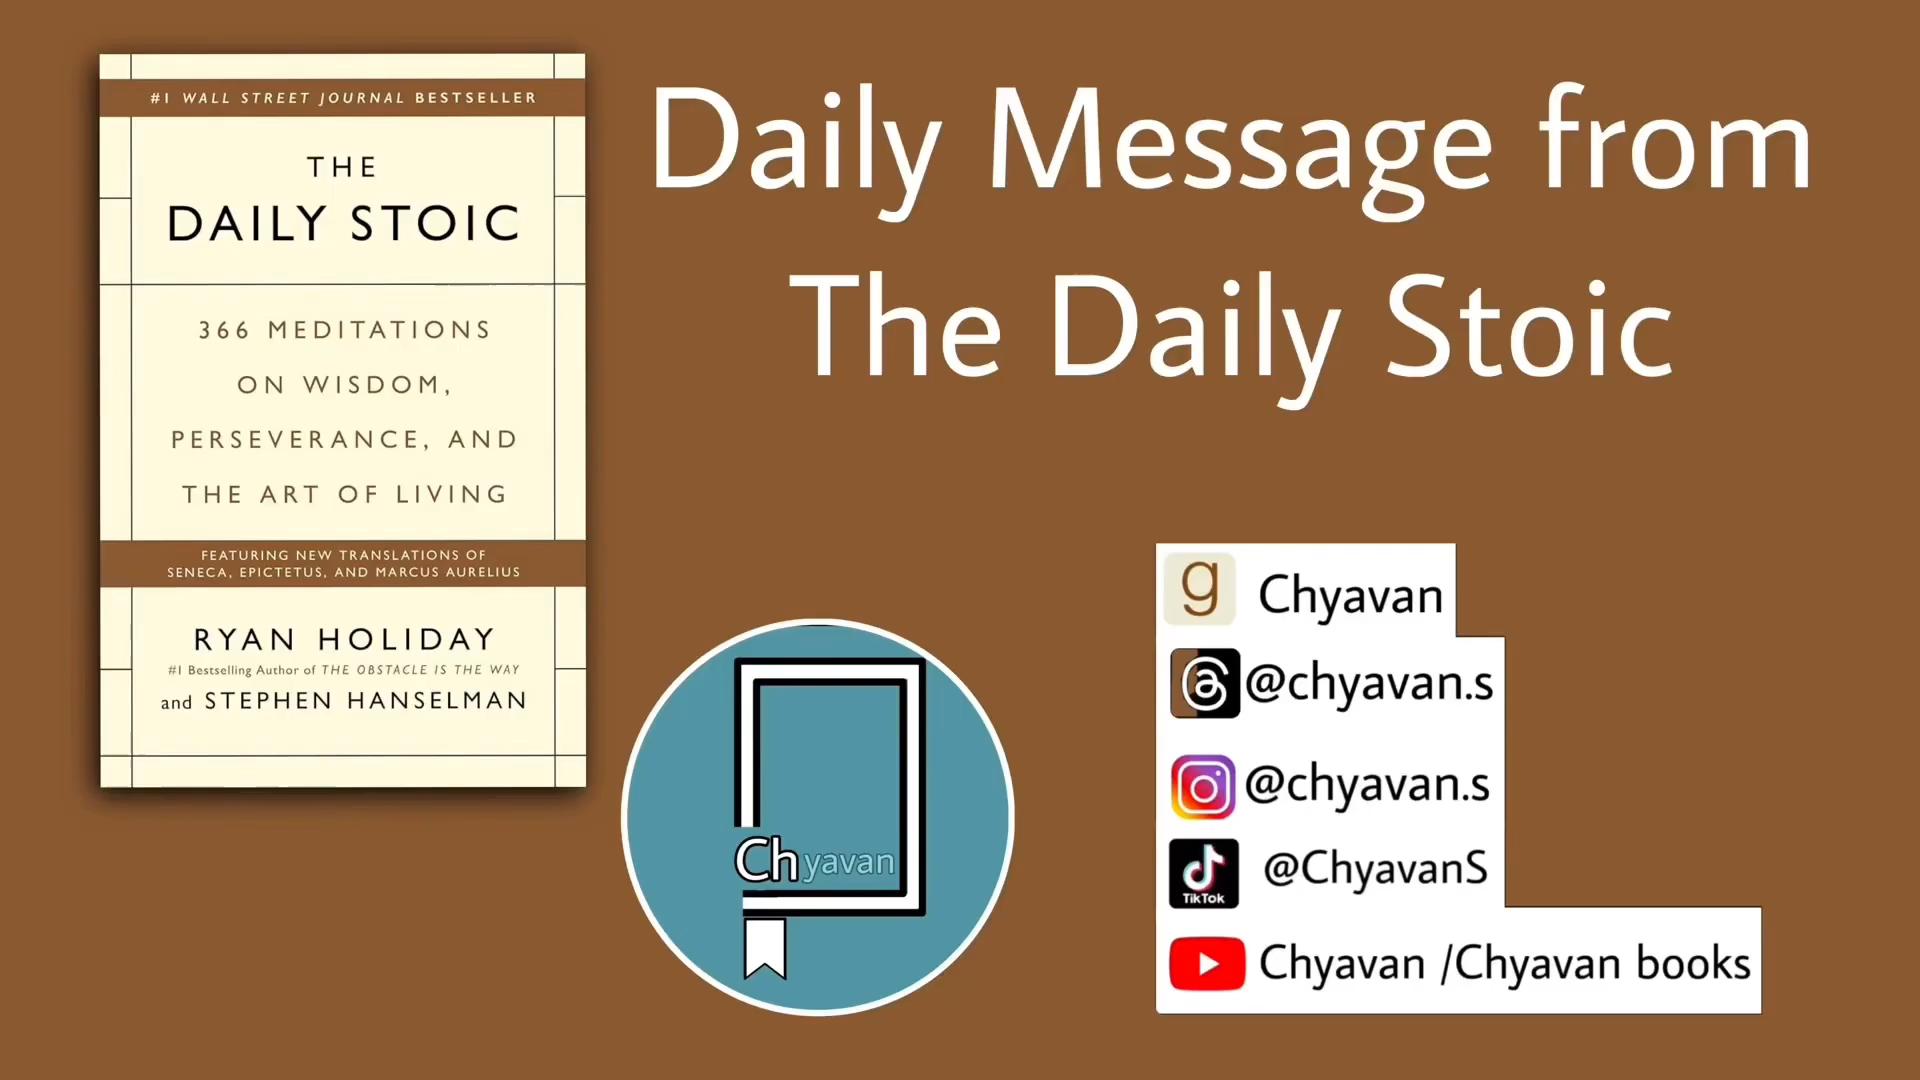 #1 WALL STREET JOURNAL BESTSELLER
THE
DAILY STOIC
366 MEDITATIONS
ON WISDOM,
PERSEVERANCE, AND
THE ART OF LIVING
FEATURING NEW TRANSLATIONS OF
SENECA, EPICTETUS, AND MARCUS AURELIUS
RYAN HOLIDAY
#1 Bestselling Author of THE OBSTACLE IS THE WAY
and STEPHEN HANSELMAN
Daily Message from
The Daily Stoic
Chyavan
g Chyavan
@chyavan.s
@chyavan.s
TikTok @ChyavanS
Chyavan /Chyavan books